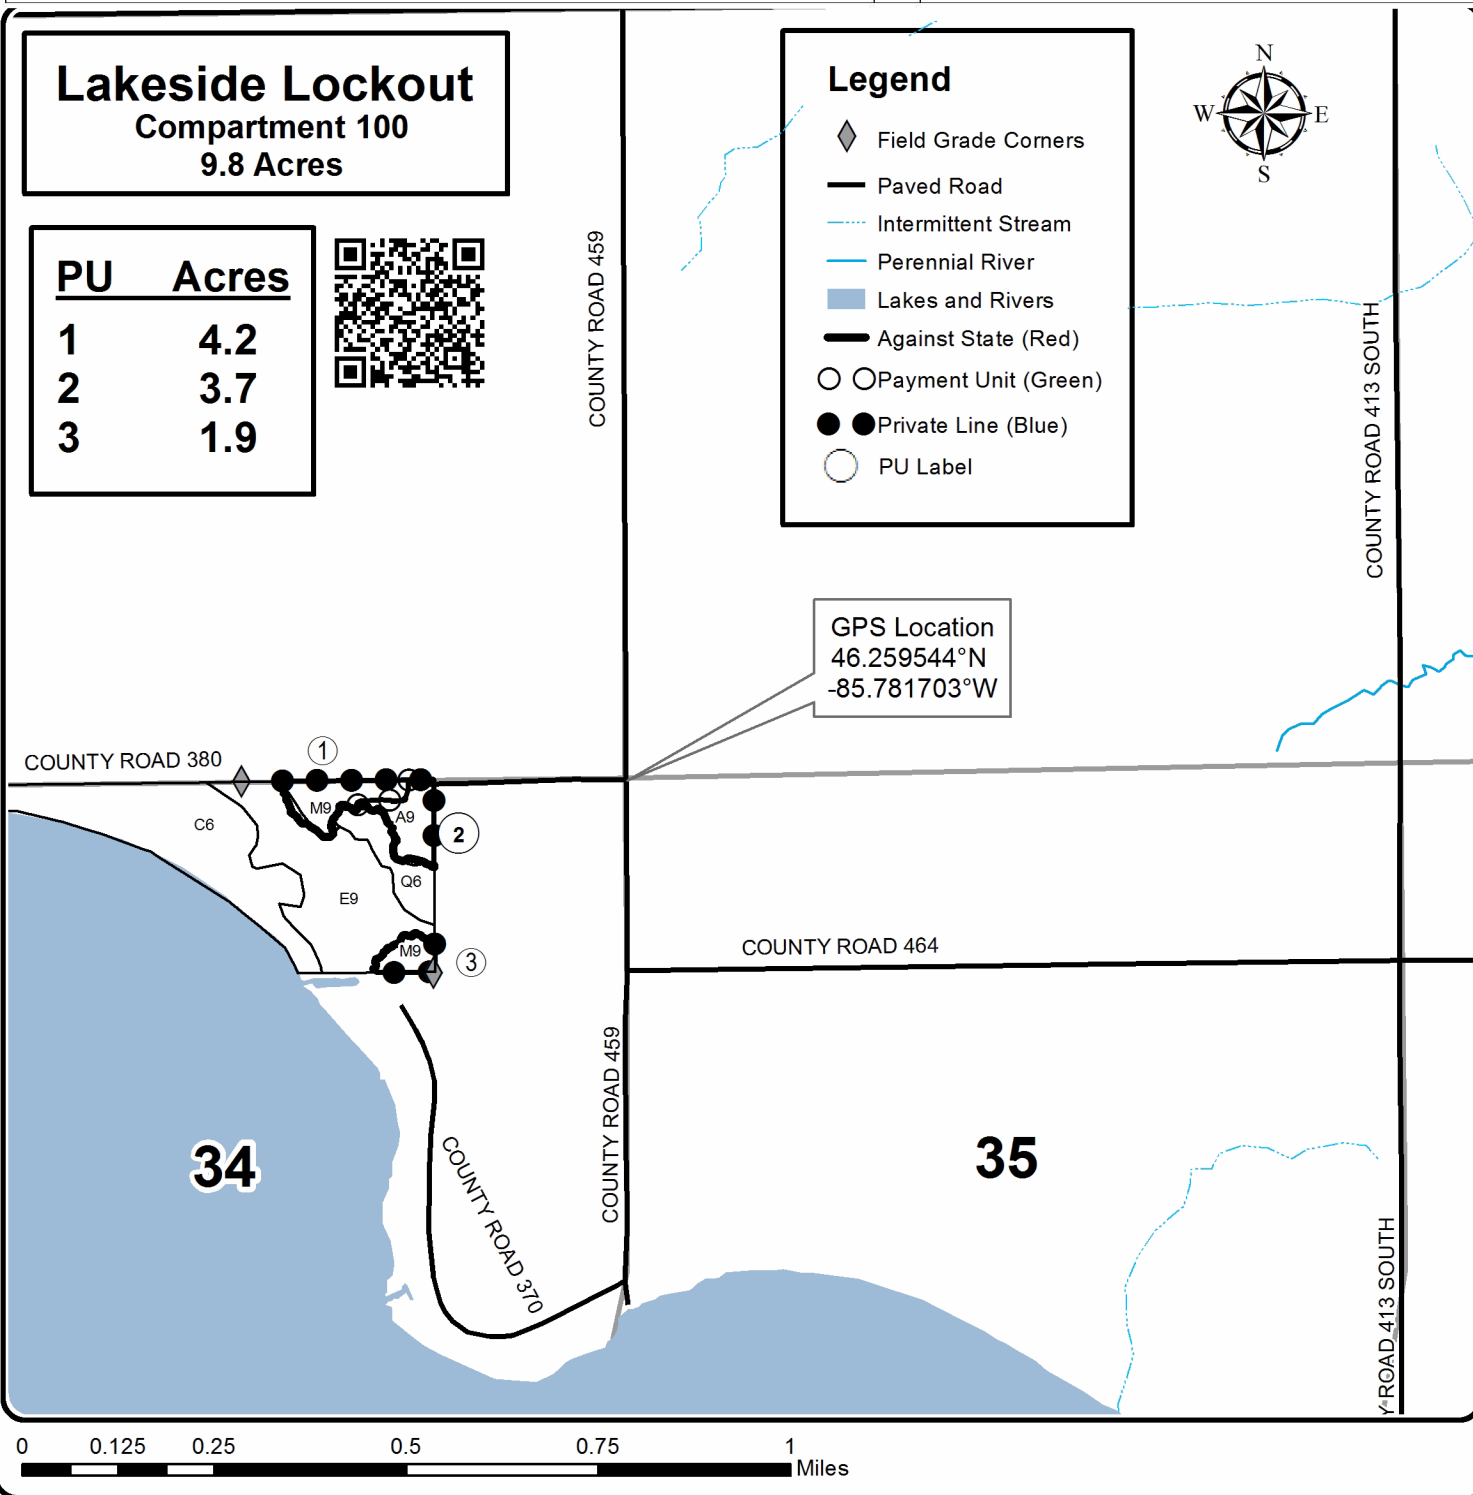 Lakeside Lockout
Compartment 100
9.8 Acres
PU Acres
1 4.2
2 3.7
3 1.9
Legend
Field Grade Corners
Paved Road
Intermittent Stream
Perennial River
Lakes and Rivers
Against State (Red)
Payment Unit (Green)
Private Line (Blue)
PU Label
N
W E
S
COUNTY ROAD 459
COUNTY ROAD 413 SOUTH
GPS Location
46.259544°N
-85.781703°W
COUNTY ROAD 380
1
M9
A9
C6
2
Q6
E9
M9
3
COUNTY ROAD 464
COUNTY ROAD 459
34
35
COUNTY ROAD 370
Y ROAD 413 SOUTH
0 0.125 0.25 0.5 0.75 1
Miles